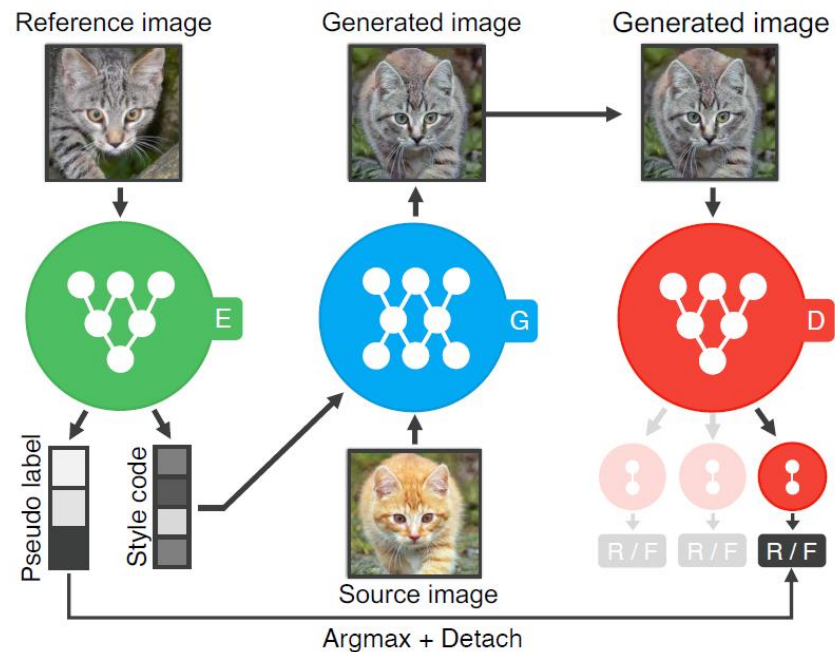 Reference image
Generated image
Generated image
E
G
D
Pseudo label
Style code
R / F
R / F
R / F
Source image
Argmax + Detach